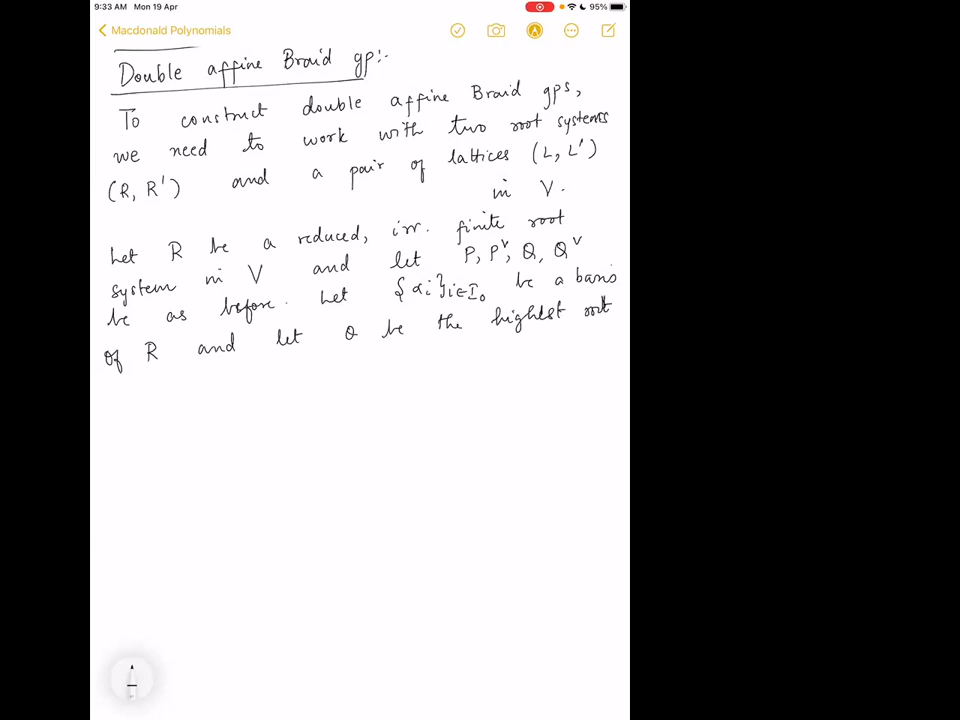 9:33 AM Mon 19 Apr
95%
Macdonald Polynomials
Double affine Braid gp:-
To construct double affine Braid gps,
we need to work with two root systems
(R, R') and a pair of lattices (L, L')
in V.
Let R be a reduced, irr. finite root
system in V and let P, P^∨, Q, Q^∨
be as before. Let {αi}i∈I₀ be a basis
of R and let θ be the highest root